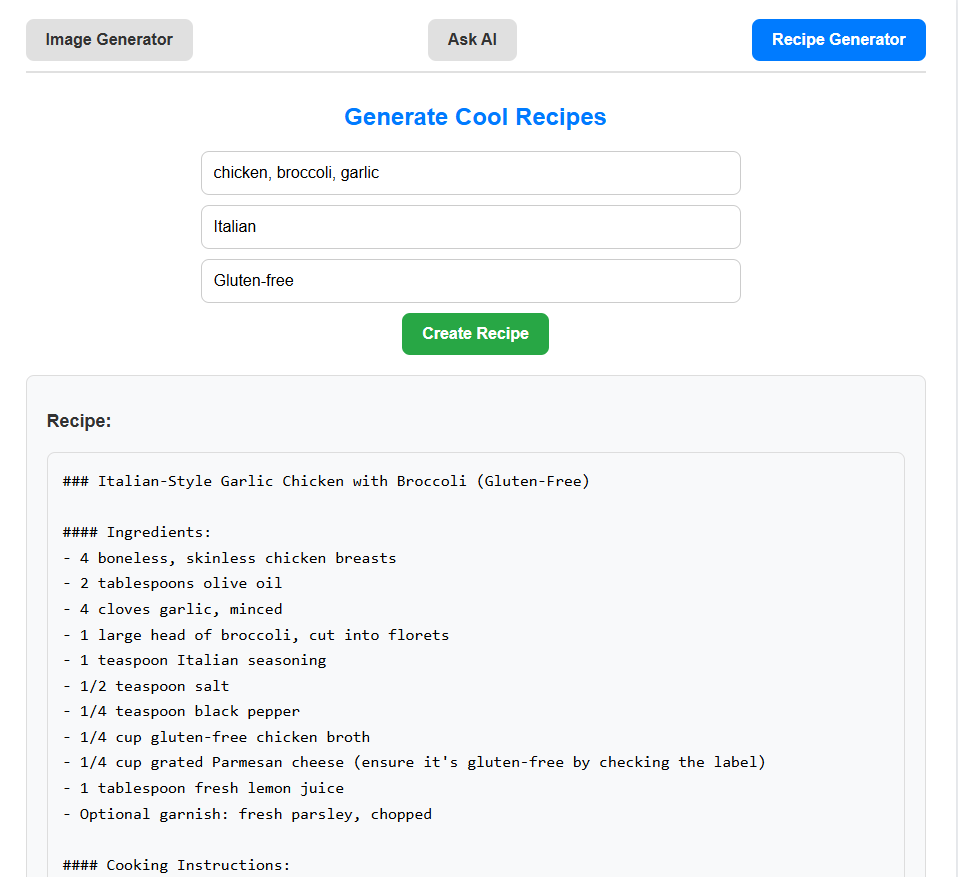 Image Generator
Ask AI
Recipe Generator
Generate Cool Recipes
chicken, broccoli, garlic
Italian
Gluten-free
Create Recipe
Recipe:
### Italian-Style Garlic Chicken with Broccoli (Gluten-Free)
#### Ingredients:
- 4 boneless, skinless chicken breasts
- 2 tablespoons olive oil
- 4 cloves garlic, minced
- 1 large head of broccoli, cut into florets
- 1 teaspoon Italian seasoning
- 1/2 teaspoon salt
- 1/4 teaspoon black pepper
- 1/4 cup gluten-free chicken broth
- 1/4 cup grated Parmesan cheese (ensure it's gluten-free by checking the label)
- 1 tablespoon fresh lemon juice
- Optional garnish: fresh parsley, chopped
#### Cooking Instructions: